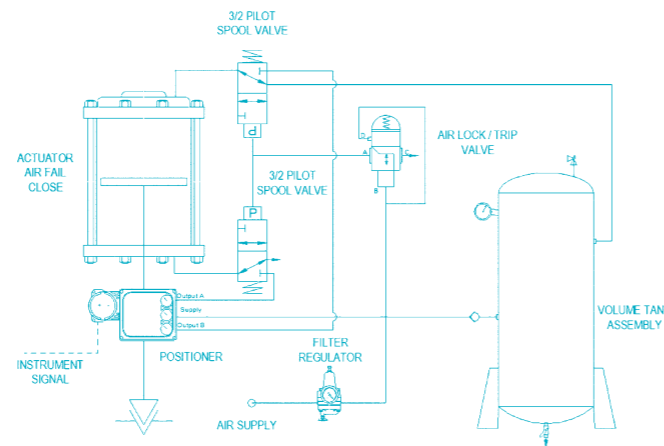 3/2 PILOT
SPOOL VALVE
P
D
A
C
B
AIR LOCK / TRIP
VALVE
ACTUATOR
AIR FAIL
CLOSE
3/2 PILOT
SPOOL VALVE
P
Output A
Supply
Output B
VOLUME TAN
ASSEMBLY
INSTRUMENT
SIGNAL
POSITIONER
FILTER
REGULATOR
AIR SUPPLY